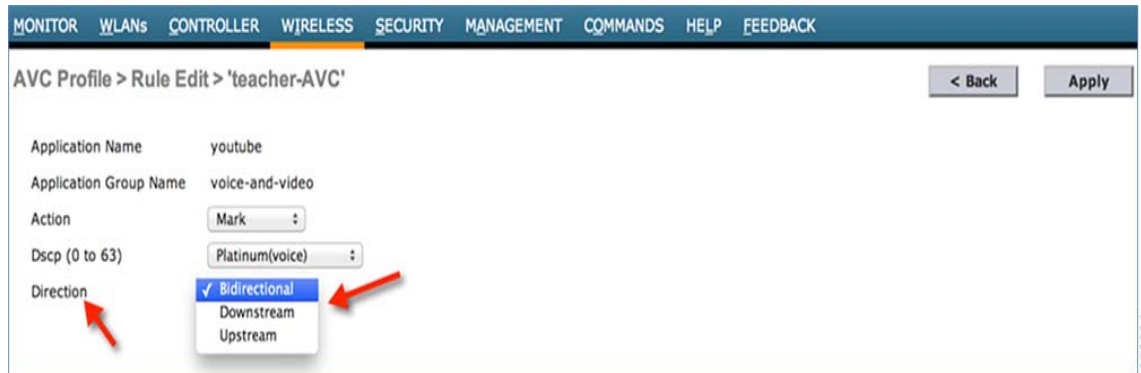 MONITOR WLANs CONTROLLER WIRELESS SECURITY MANAGEMENT COMMANDS HELP FEEDBACK
AVC Profile > Rule Edit > 'teacher-AVC' < Back Apply
Application Name youtube
Application Group Name voice-and-video
Action Mark
Dscp (0 to 63) Platinum(voice)
Direction ✓ Bidirectional
Downstream
Upstream